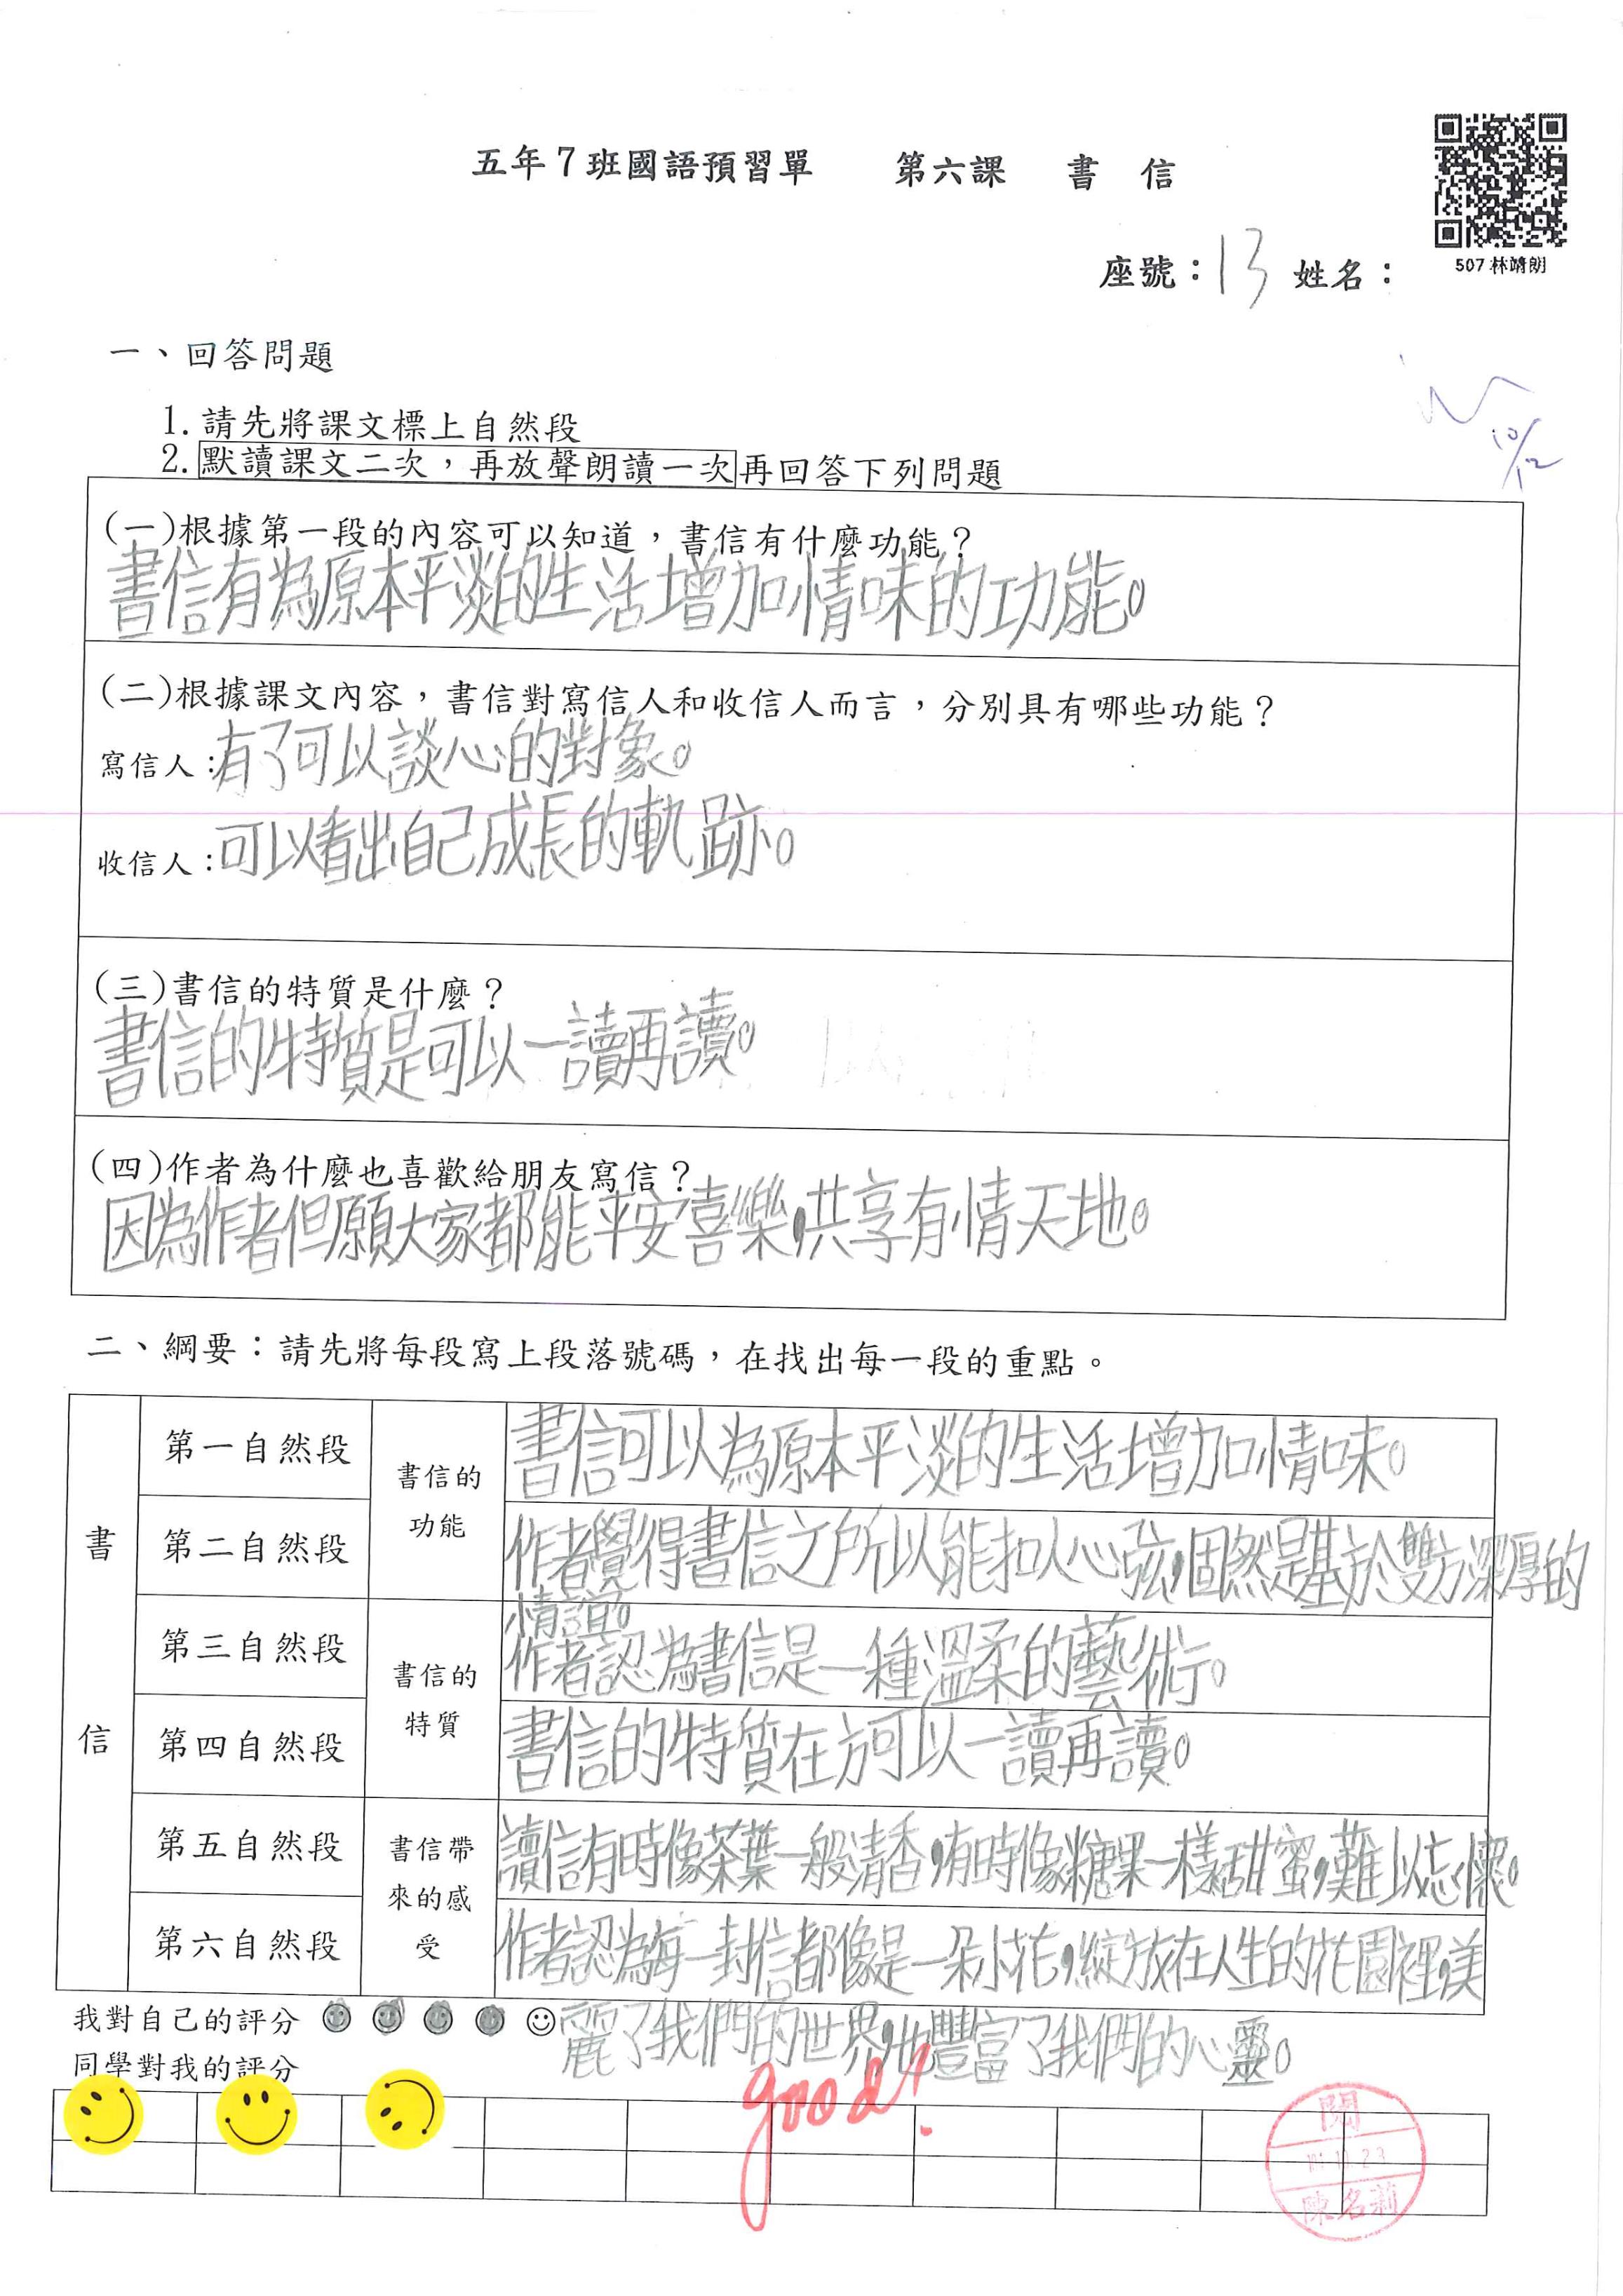 五年7班國語預習單 第六課 書 信
507林靖朗
座號：13 姓名：
一、回答問題
10/12
1. 請先將課文標上自然段
2. 默讀課文二次，再放聲朗讀一次再回答下列問題
(一)根據第一段的內容可以知道，書信有什麼功能？
書信有為原本平淡的生活增加情味的功能。
(二)根據課文內容，書信對寫信人和收信人而言，分別具有哪些功能？
寫信人：有了可以談心的對象。
收信人：可以看出自己成長的軌跡。
(三)書信的特質是什麼？
書信的特質是可以一讀再讀。
(四)作者為什麼也喜歡給朋友寫信？
因為作者但願大家都能平安喜樂，共享有情天地。
二、綱要：請先將每段寫上段落號碼，在找出每一段的重點。
書信
第一自然段
書信的功能
書信可以為原本平淡的生活增加情味。
第二自然段
作者覺得書信之所以能扣人心弦，固然是基於雙方深厚的
情誼。
第三自然段
書信的特質
作者認為書信是一種溫柔的藝術。
第四自然段
書信的特質在於可以一讀再讀。
第五自然段
書信帶來的感受
讀信有時像茶葉一般清香，有時像糖果一樣甜蜜，難以忘懷。
第六自然段
作者認為每一封信都像是一朵小花，綻放在人生的花園裡，美
麗了我們的世界，也豐富了我們的心靈。
我對自己的評分
同學對我的評分
good!
閱
陳名莉